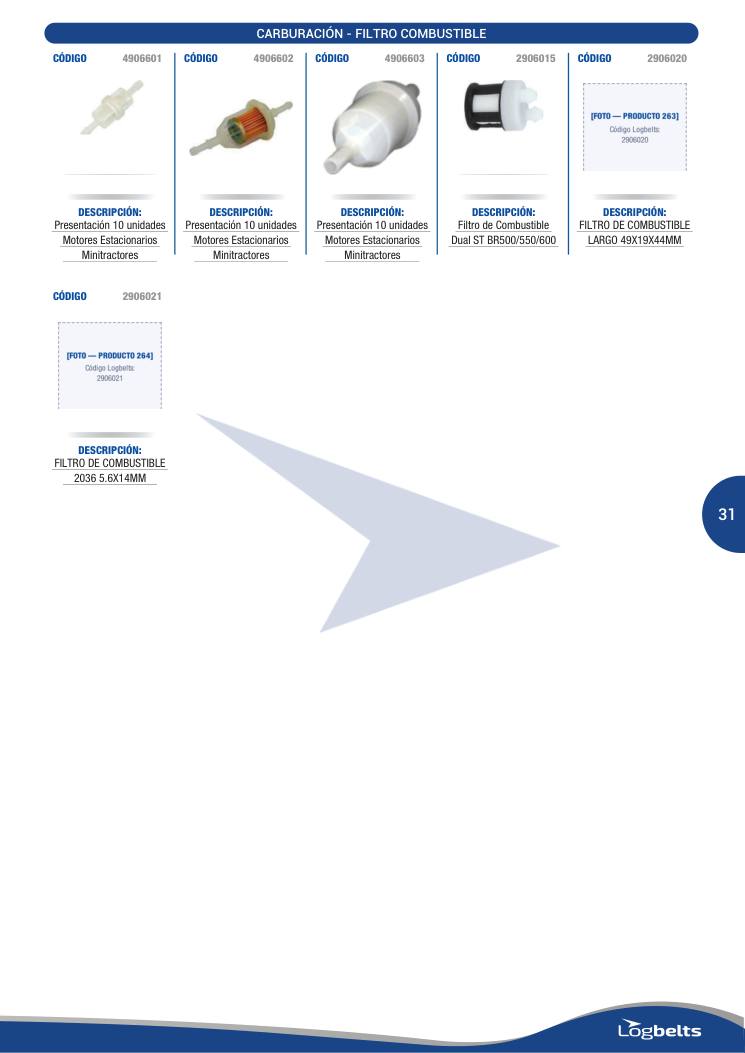 CARBURACIÓN - FILTRO COMBUSTIBLE
CÓDIGO 4906601
DESCRIPCIÓN:
Presentación 10 unidades
Motores Estacionarios
Minitractores
CÓDIGO 4906602
DESCRIPCIÓN:
Presentación 10 unidades
Motores Estacionarios
Minitractores
CÓDIGO 4906603
DESCRIPCIÓN:
Presentación 10 unidades
Motores Estacionarios
Minitractores
CÓDIGO 2906015
DESCRIPCIÓN:
Filtro de Combustible
Dual ST BR500/550/600
CÓDIGO 2906020
[FOTO — PRODUCTO 263]
Código Logbelts:
2906020
DESCRIPCIÓN:
FILTRO DE COMBUSTIBLE
LARGO 49X19X44MM
CÓDIGO 2906021
[FOTO — PRODUCTO 264]
Código Logbelts:
2906021
DESCRIPCIÓN:
FILTRO DE COMBUSTIBLE
2036 5.6X14MM
31
Logbelts